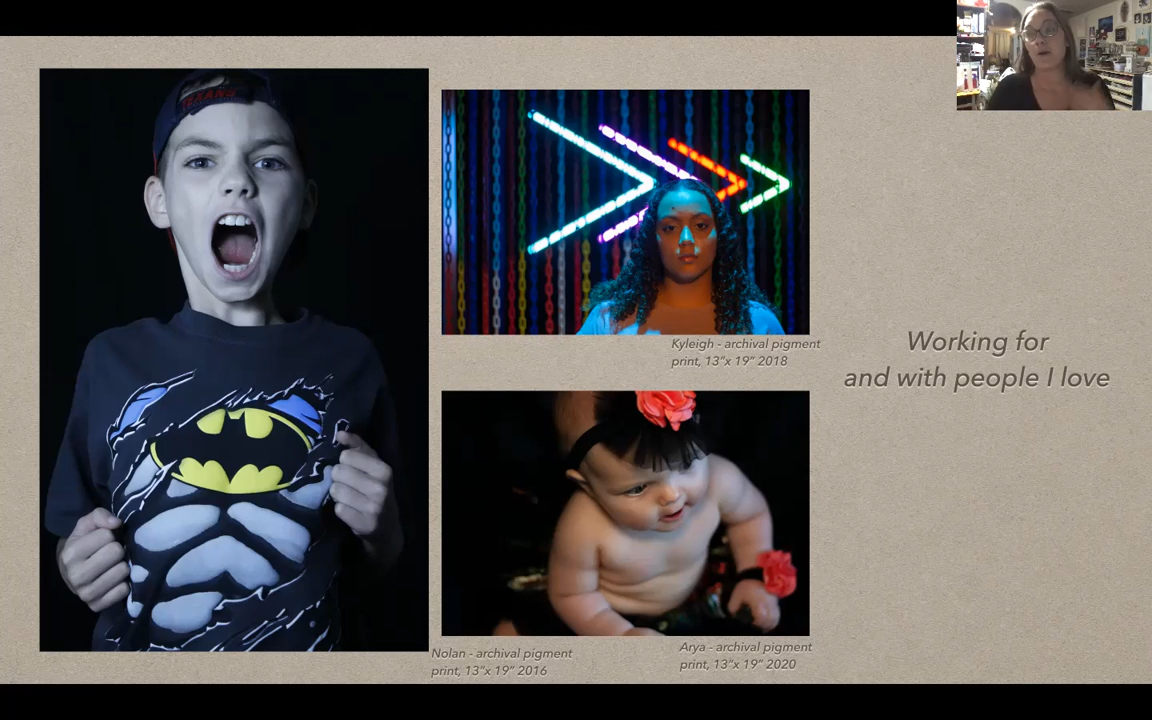 TEXANS
Kyleigh - archival pigment
print, 13"x 19" 2018
Working for
and with people I love
Nolan - archival pigment
print, 13"x 19" 2016
Arya - archival pigment
print, 13"x 19" 2020